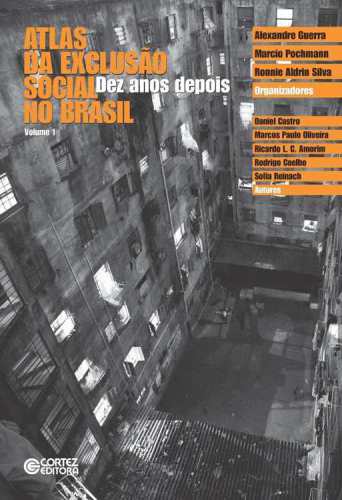 ATLAS
DA EXCLUSÃO
SOCIAL Dez anos depois
NO BRASIL
Volume 1
Alexandre Guerra
Marcio Pochmann
Ronnie Aldrin Silva
Organizadores
Daniel Castro
Marcos Paulo Oliveira
Ricardo L. C. Amorim
Rodrigo Coelho
Sofia Reinach
Autores
CORTEZ
EDITORA